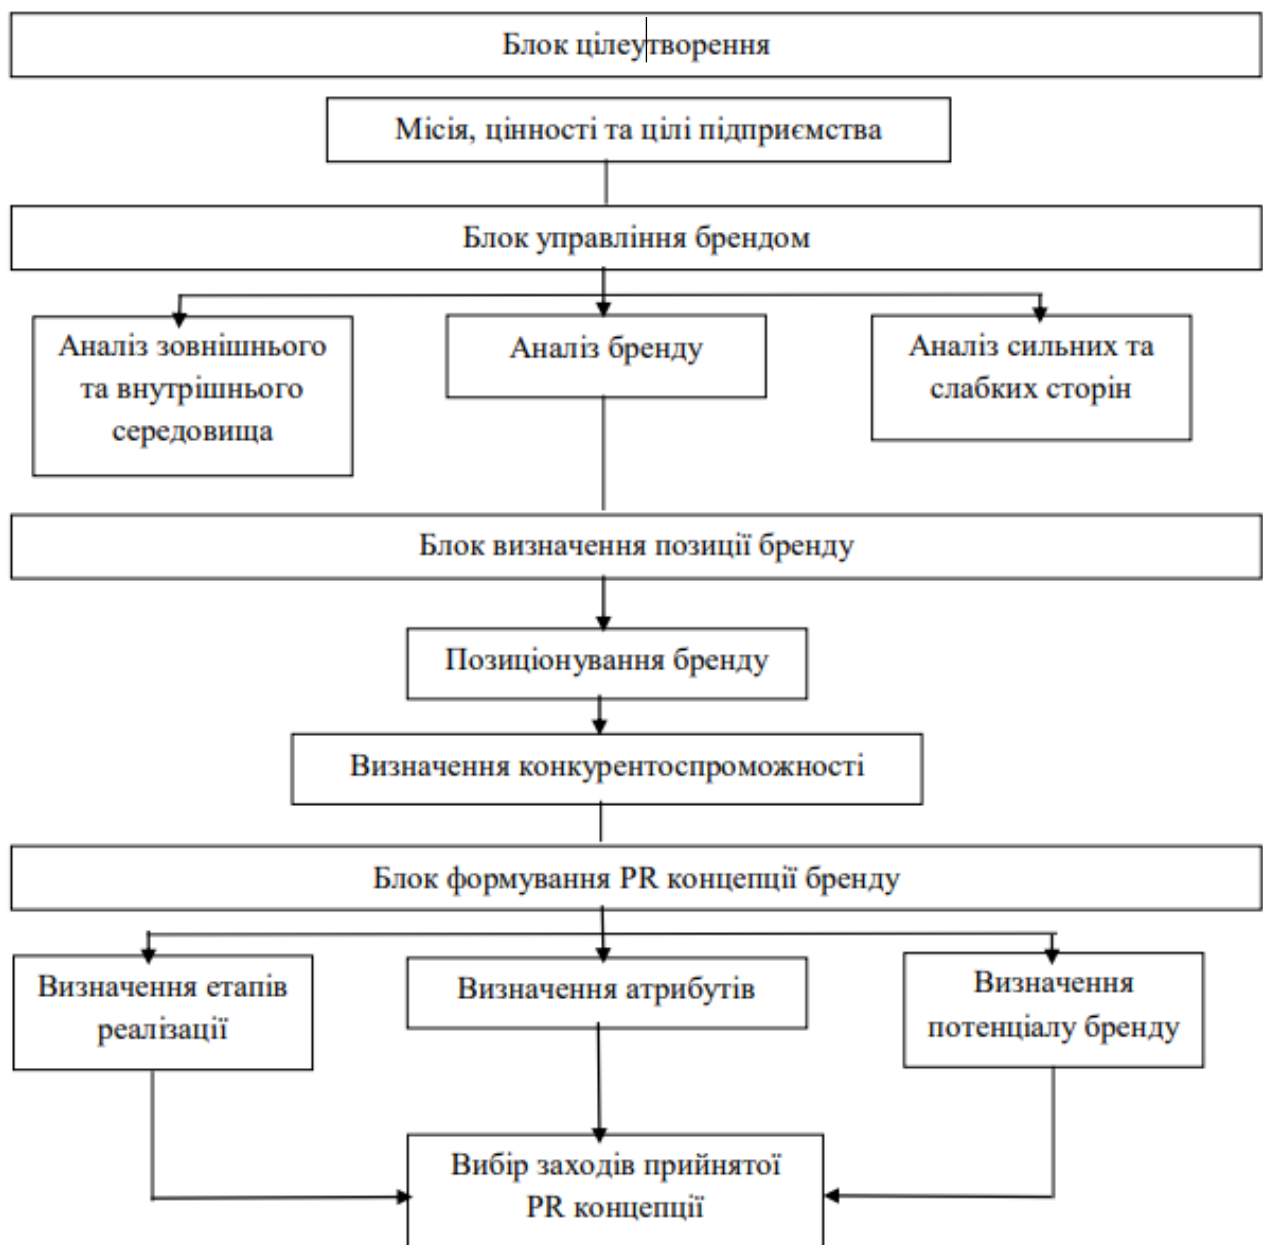 Блок цілеутворення
Місія, цінності та цілі підприємства
Блок управління брендом
Аналіз зовнішнього
та внутрішнього
середовища
Аналіз бренду
Аналіз сильних та
слабких сторін
Блок визначення позиції бренду
Позиціонування бренду
Визначення конкурентоспроможності
Блок формування PR концепції бренду
Визначення етапів
реалізації
Визначення атрибутів
Визначення
потенціалу бренду
Вибір заходів прийнятої
PR концепції